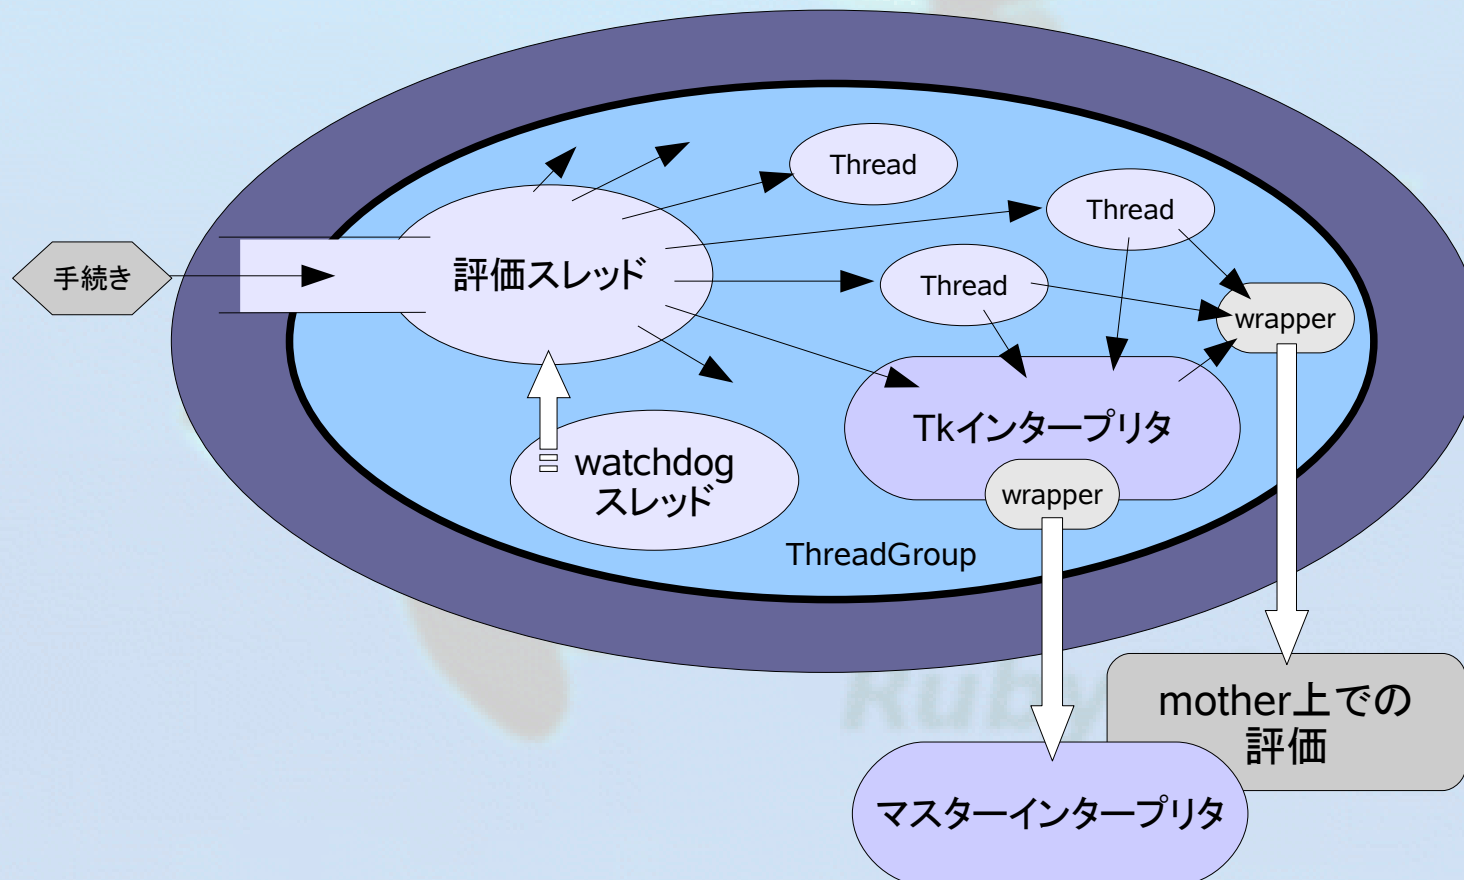 Thread
Thread
手続き
評価スレッド
Thread
wrapper
Tkインタープリタ
watchdog
スレッド
wrapper
ThreadGroup
Ruby
mother上での
評価
マスターインタープリタ